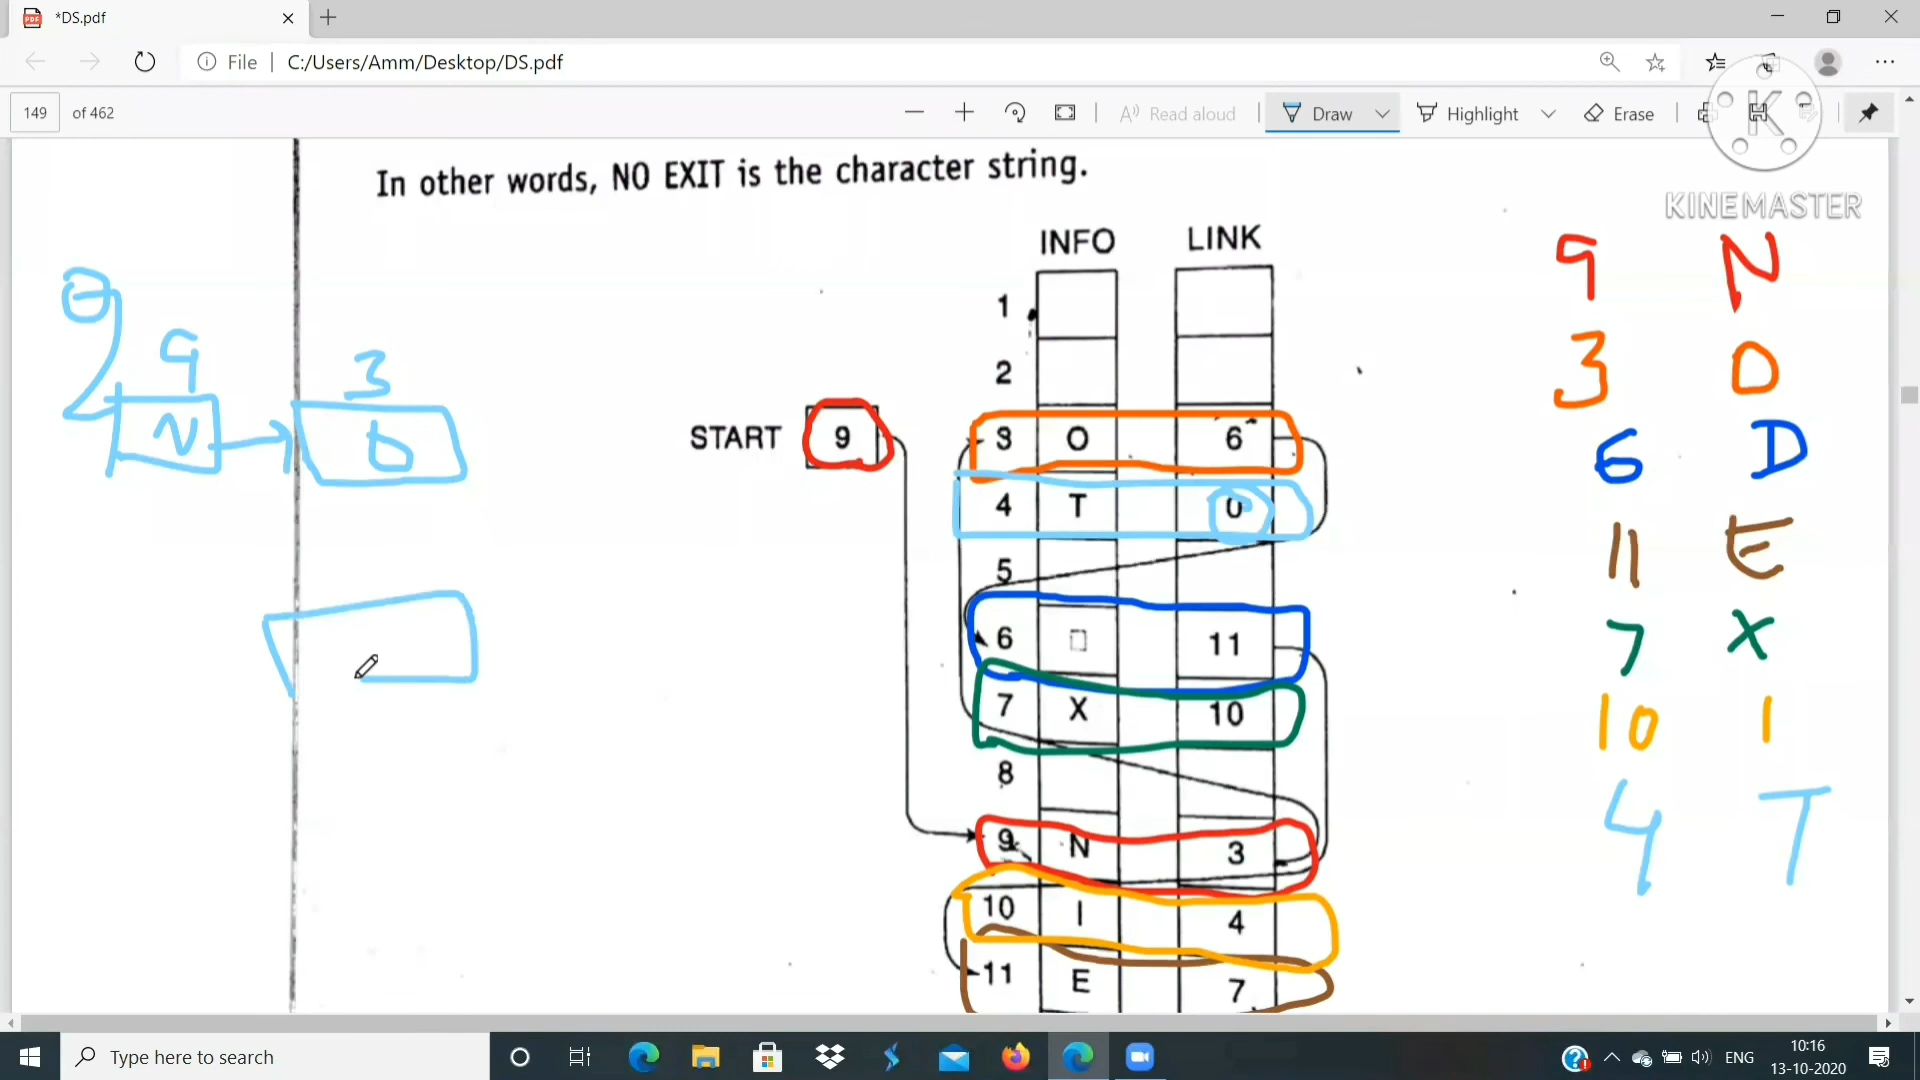 *DS.pdf
File | C:/Users/Amm/Desktop/DS.pdf
149 of 462
Read aloud
Draw
Highlight
Erase
K
KINEMASTER
In other words, NO EXIT is the character string.
INFO LINK
START 9
1
2
3 O 6
4 T 0
5
6 □ 11
7 X 10
8
9 N 3
10 I 4
11 E 7
9 3
N O
9 N
3 O
6 D
11 E
7 X
10 I
4 T
Type here to search
ENG
10:16
13-10-2020